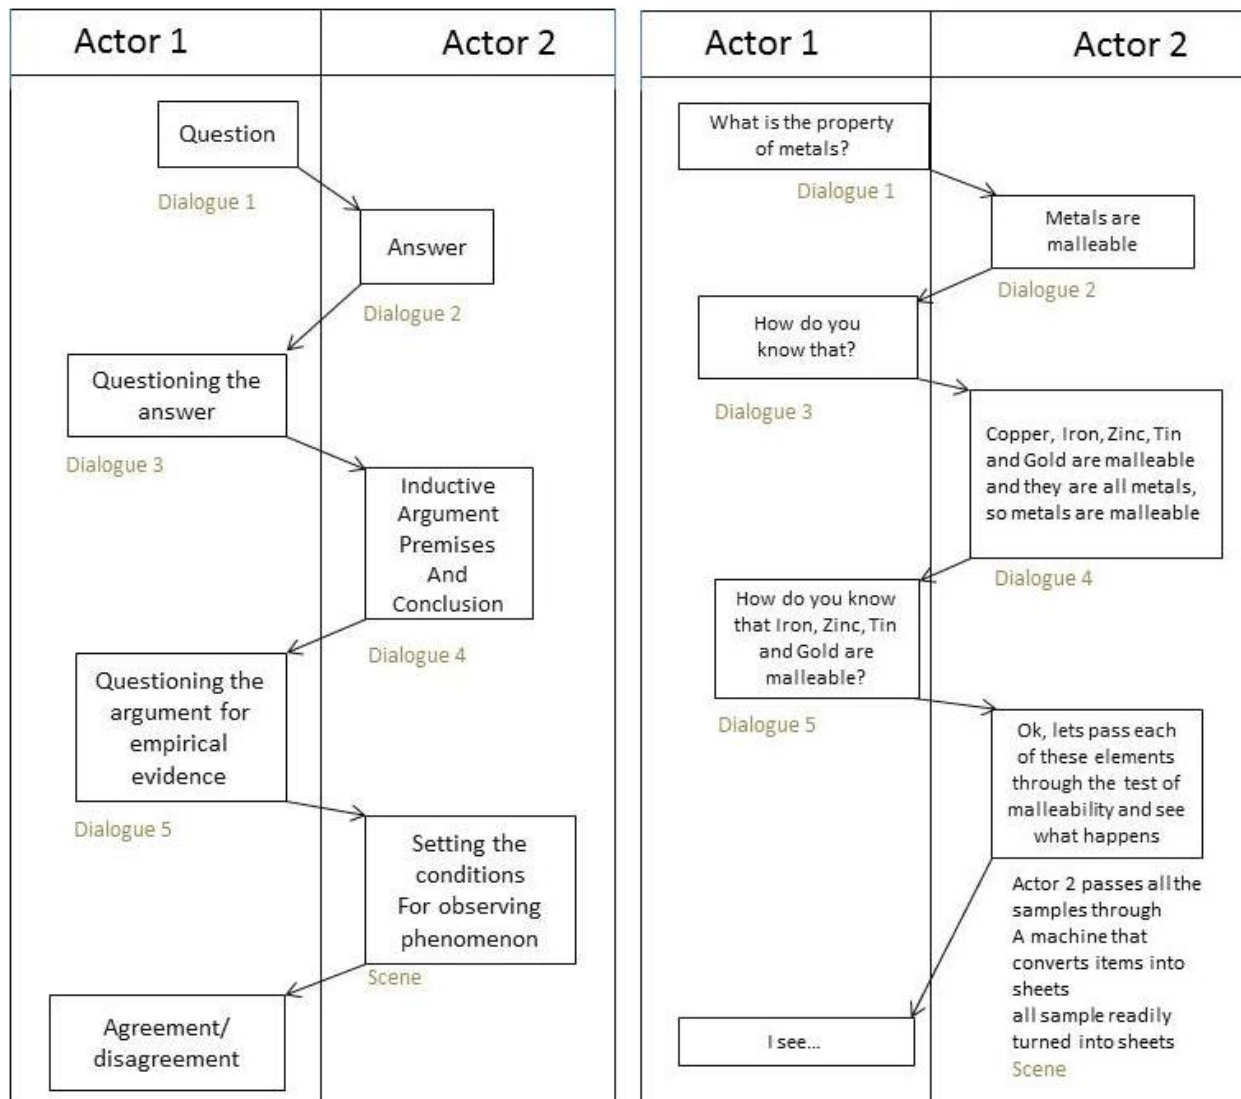 Actor 1
Actor 2
Question
Dialogue 1
Answer
Dialogue 2
Questioning the
answer
Dialogue 3
Inductive
Argument
Premises
And
Conclusion
Dialogue 4
Questioning the
argument for
empirical
evidence
Dialogue 5
Setting the
conditions
For observing
phenomenon
Scene
Agreement/
disagreement
Actor 1
Actor 2
What is the property
of metals?
Dialogue 1
Metals are
malleable
Dialogue 2
How do you
know that?
Dialogue 3
Copper, Iron, Zinc, Tin
and Gold are malleable
and they are all metals,
so metals are malleable
Dialogue 4
How do you know
that Iron, Zinc, Tin
and Gold are
malleable?
Dialogue 5
Ok, lets pass each
of these elements
through the test of
malleability and see
what happens
Actor 2 passes all the
samples through
A machine that
converts items into
sheets
all sample readily
turned into sheets
Scene
I see...